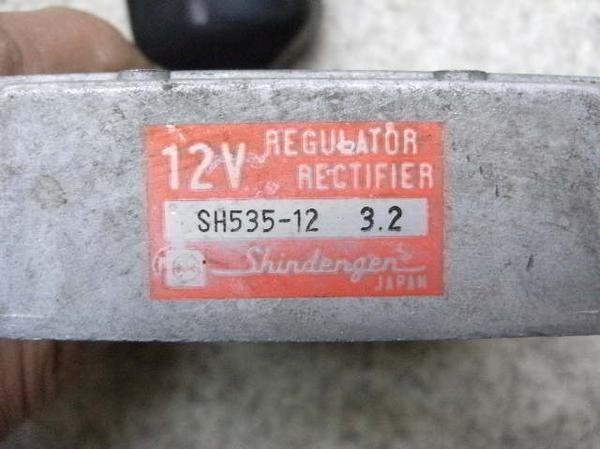 12V REGULATOR
RECTIFIER
SH535-12 3.2
Shindengen
JAPAN